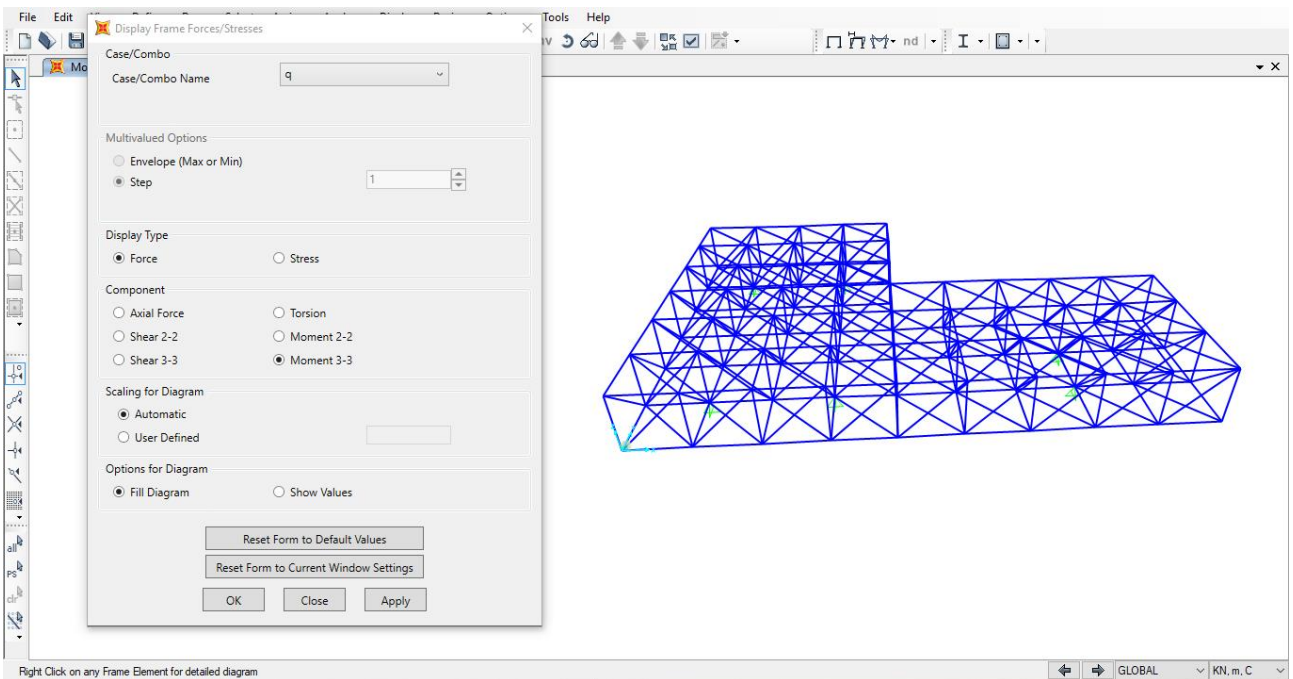 File Edit Tools Help
Display Frame Forces/Stresses
nd
Mo
Case/Combo
Case/Combo Name q
Multivalued Options
Envelope (Max or Min)
Step 1
Display Type
Force Stress
Component
Axial Force Torsion
Shear 2-2 Moment 2-2
Shear 3-3 Moment 3-3
Scaling for Diagram
Automatic
User Defined
Options for Diagram
Fill Diagram Show Values
Reset Form to Default Values
Reset Form to Current Window Settings
OK Close Apply
all
PS
clr
Right Click on any Frame Element for detailed diagram GLOBAL KN, m, C